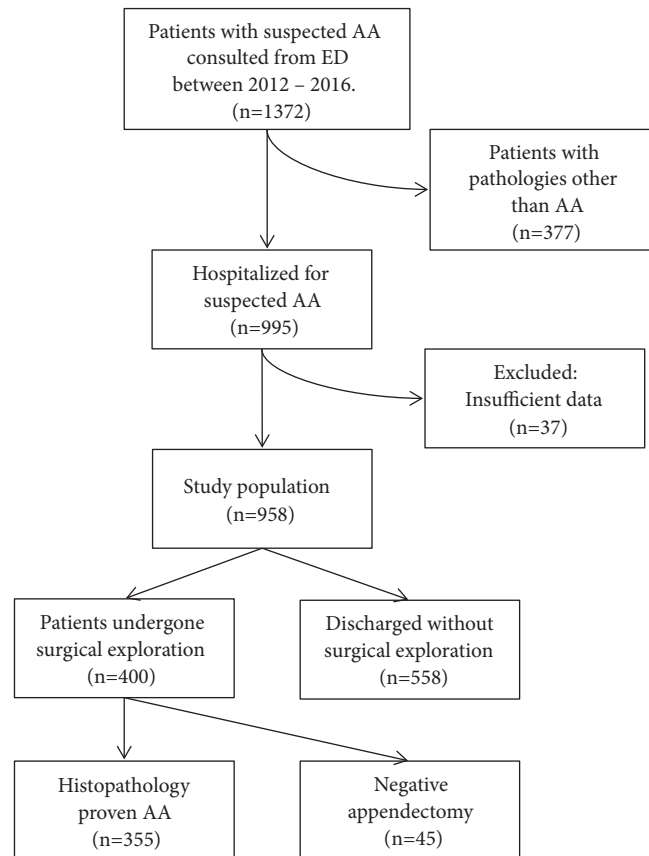 Patients with suspected AA
consulted from ED
between 2012 – 2016.
(n=1372)
Patients with
pathologies other
than AA
(n=377)
Hospitalized for
suspected AA
(n=995)
Excluded:
Insufficient data
(n=37)
Study population
(n=958)
Patients undergone
surgical exploration
(n=400)
Discharged without
surgical exploration
(n=558)
Histopathology
proven AA
(n=355)
Negative
appendectomy
(n=45)